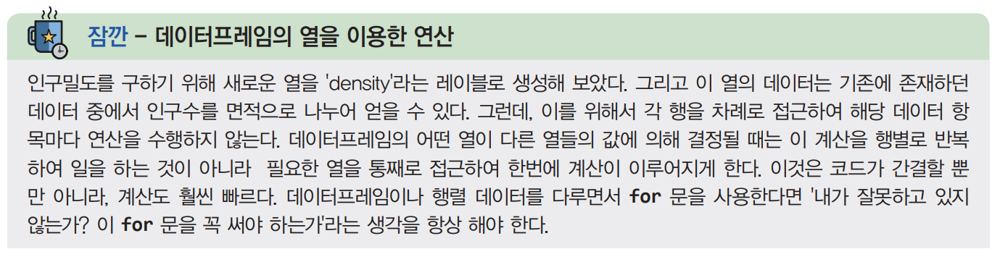 잠깐 – 데이터프레임의 열을 이용한 연산
인구밀도를 구하기 위해 새로운 열을 'density'라는 레이블로 생성해 보았다. 그리고 이 열의 데이터는 기존에 존재하던
데이터 중에서 인구수를 면적으로 나누어 얻을 수 있다. 그런데, 이를 위해서 각 행을 차례로 접근하여 해당 데이터 항
목마다 연산을 수행하지 않는다. 데이터프레임의 어떤 열이 다른 열들의 값에 의해 결정될 때는 이 계산을 행별로 반복
하여 일을 하는 것이 아니라 필요한 열을 통째로 접근하여 한번에 계산이 이루어지게 한다. 이것은 코드가 간결할 뿐
만 아니라, 계산도 훨씬 빠르다. 데이터프레임이나 행렬 데이터를 다루면서 for 문을 사용한다면 '내가 잘못하고 있지
않는가? 이 for 문을 꼭 써야 하는가'라는 생각을 항상 해야 한다.